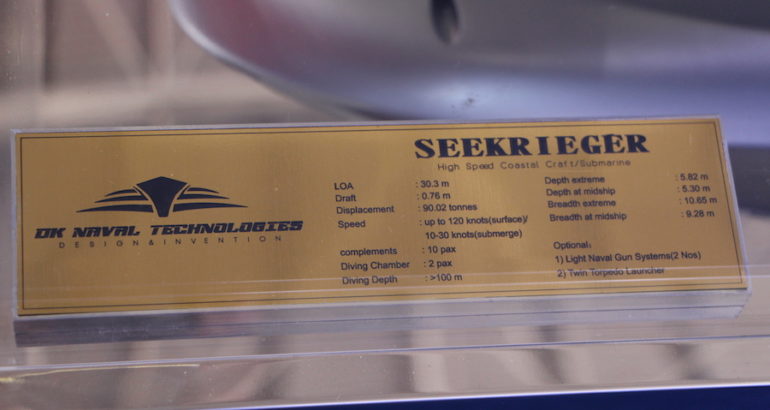 DK NAVAL TECHNOLOGIES
DESIGN&INVENTION
SEEKRIEGER
High Speed Coastal Craft/Submarine
LOA : 30.3 m
Draft : 0.76 m
Displacement : 90.02 tonnes
Speed : up to 120 knots(surface)/
10-30 knots(submerge)
complements : 10 pax
Diving Chamber : 2 pax
Diving Depth : >100 m
Depth extreme : 5.82 m
Depth at midship : 5.30 m
Breadth extreme : 10.65 m
Breadth at midship : 9.28 m
Optional:
1) Light Naval Gun Systems(2 Nos)
2) Twin Torpedo Launcher